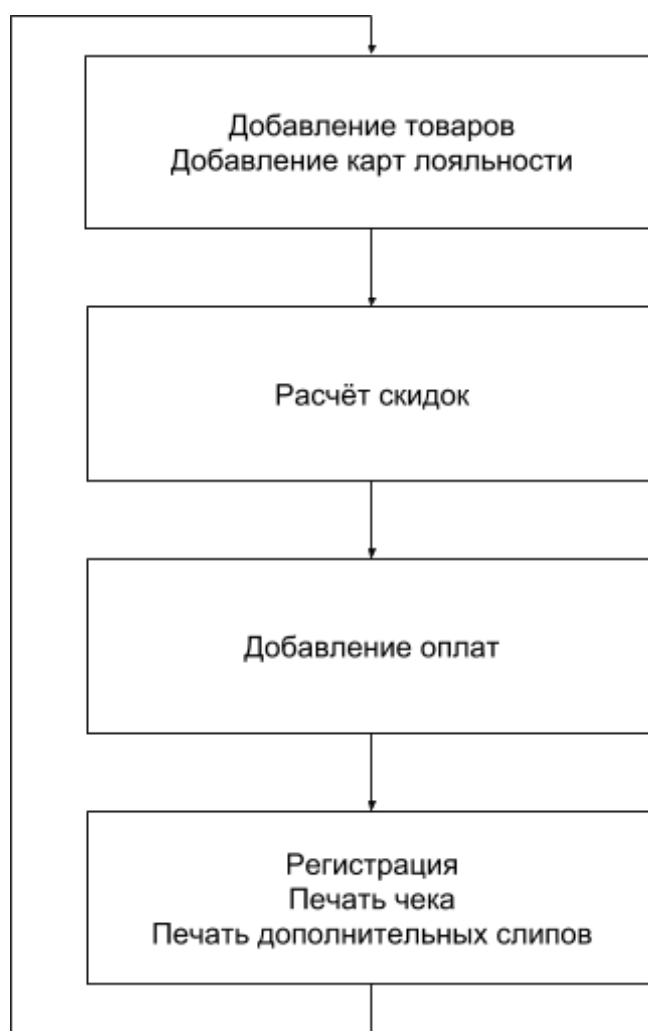 Добавление товаров
Добавление карт лояльности
Расчёт скидок
Добавление оплат
Регистрация
Печать чека
Печать дополнительных слипов